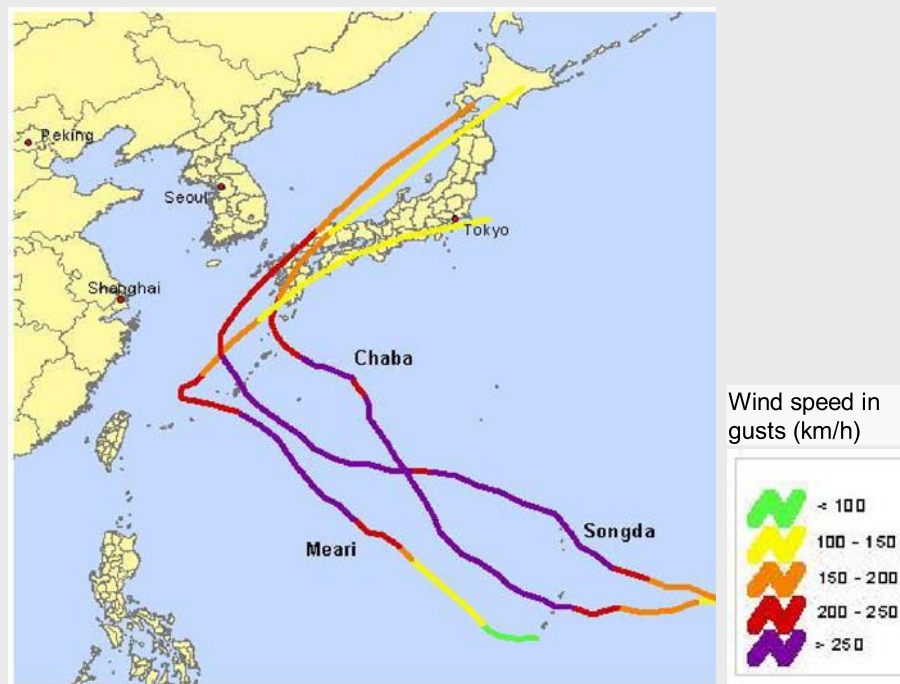 Peking
Seoul
Tokyo
Shanghai
Chaba
Songda
Meari
Wind speed in
gusts (km/h)
< 100
100 - 150
150 - 200
200 - 250
> 250